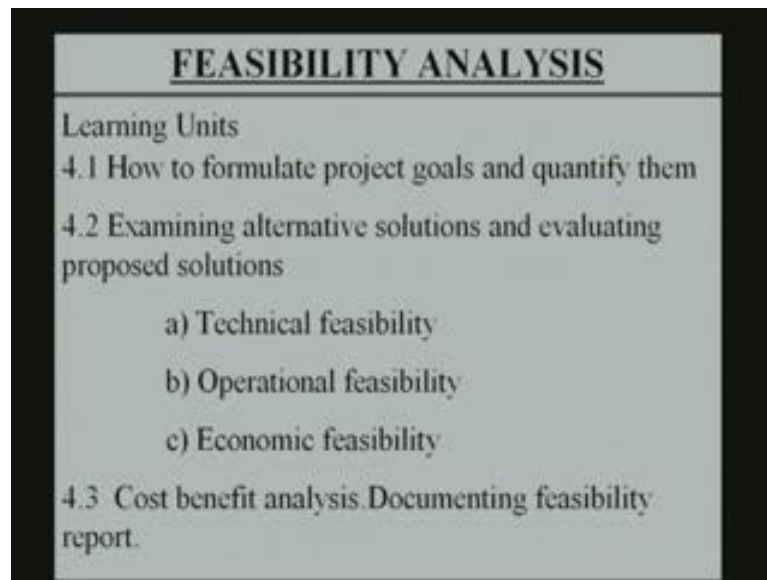 FEASIBILITY ANALYSIS
Learning Units
4.1 How to formulate project goals and quantify them
4.2 Examining alternative solutions and evaluating
proposed solutions
a) Technical feasibility
b) Operational feasibility
c) Economic feasibility
4.3 Cost benefit analysis.Documenting feasibility
report.